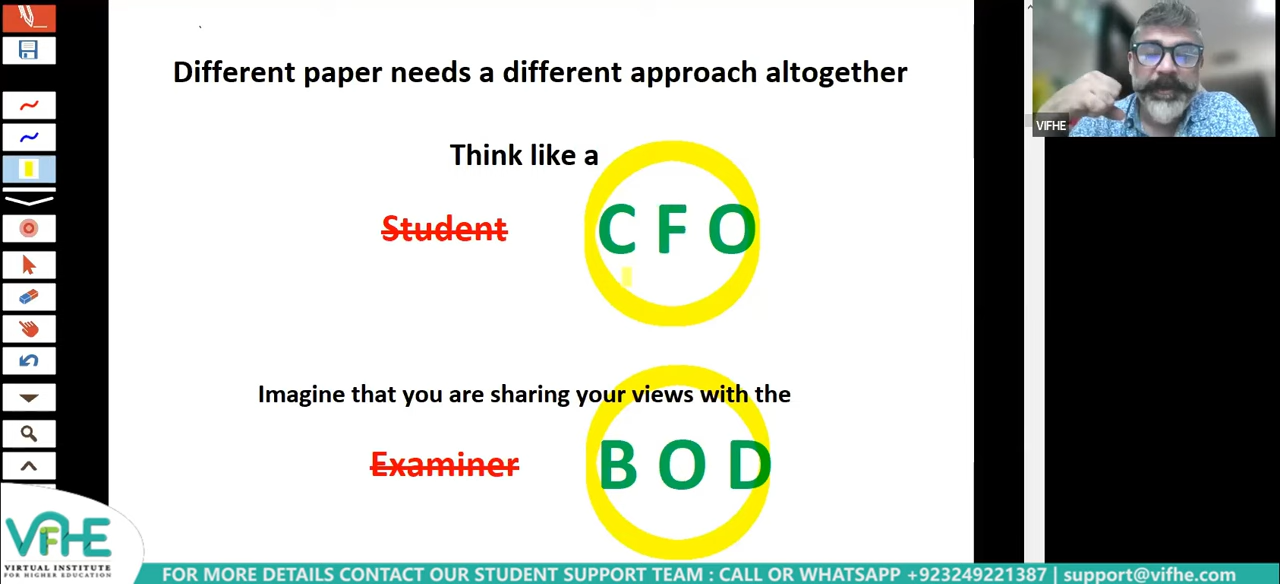 Different paper needs a different approach altogether
Think like a
Student
C F O
Imagine that you are sharing your views with the
Examiner
B O D
VIFHE
VIFHE
VIRTUAL INSTITUTE
FOR HIGHER EDUCATION
FOR MORE DETAILS CONTACT OUR STUDENT SUPPORT TEAM : CALL OR WHATSAPP +923249221387 | support@vifhe.com